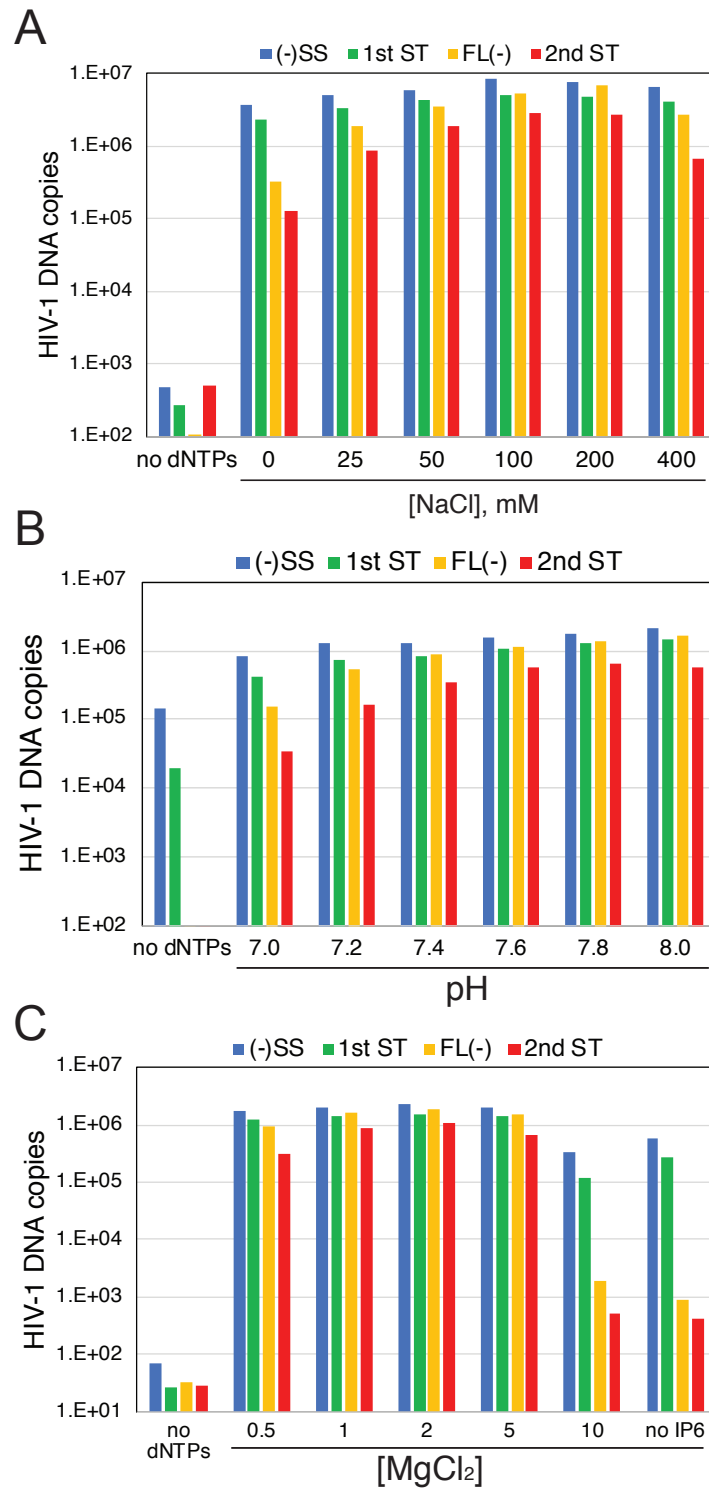 A
(-)SS 1st ST FL(-) 2nd ST
1.E+07
1.E+06
1.E+05
1.E+04
1.E+03
1.E+02
HIV-1 DNA copies
no dNTPs 0 25 50 100 200 400
[NaCl], mM
B
(-)SS 1st ST FL(-) 2nd ST
1.E+07
1.E+06
1.E+05
1.E+04
1.E+03
1.E+02
HIV-1 DNA copies
no dNTPs 7.0 7.2 7.4 7.6 7.8 8.0
pH
C
(-)SS 1st ST FL(-) 2nd ST
1.E+07
1.E+06
1.E+05
1.E+04
1.E+03
1.E+02
1.E+01
HIV-1 DNA copies
no 0.5 1 2 5 10 no IP6
dNTPs
[MgCl₂]